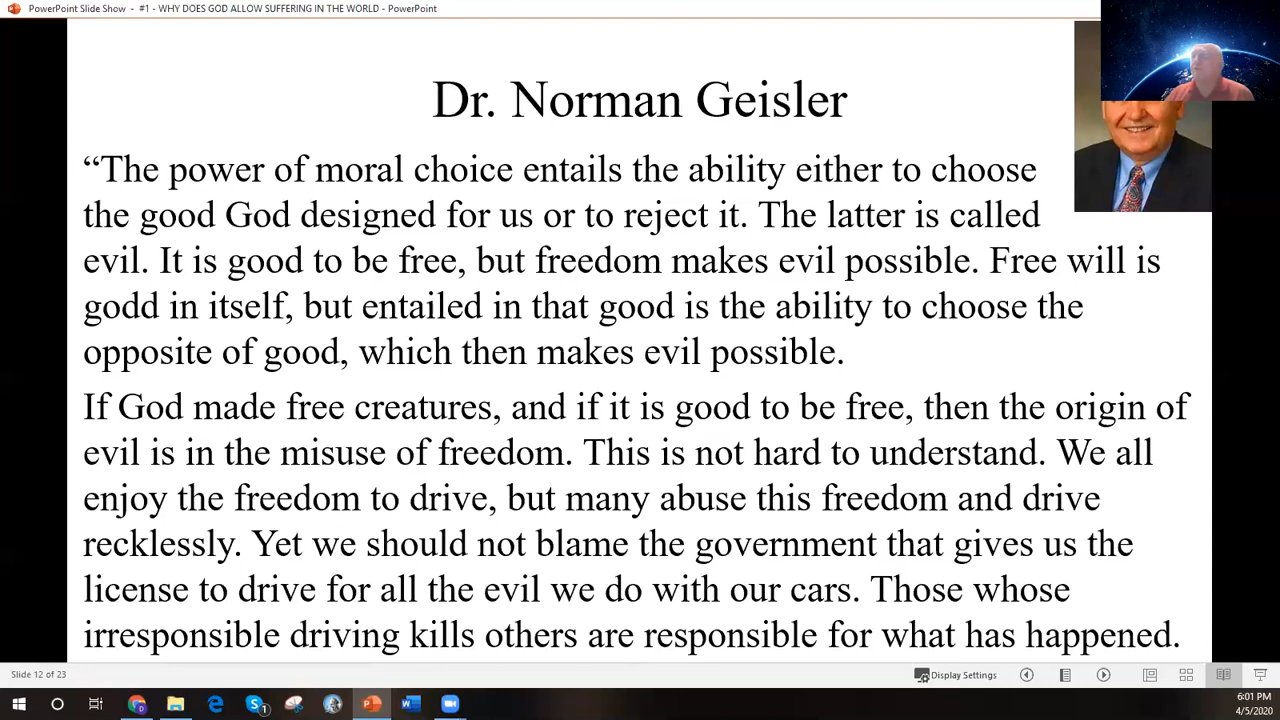 PowerPoint Slide Show - #1 - WHY DOES GOD ALLOW SUFFERING IN THE WORLD - PowerPoint
Dr. Norman Geisler
“The power of moral choice entails the ability either to choose
the good God designed for us or to reject it. The latter is called
evil. It is good to be free, but freedom makes evil possible. Free will is
godd in itself, but entailed in that good is the ability to choose the
opposite of good, which then makes evil possible.
If God made free creatures, and if it is good to be free, then the origin of
evil is in the misuse of freedom. This is not hard to understand. We all
enjoy the freedom to drive, but many abuse this freedom and drive
recklessly. Yet we should not blame the government that gives us the
license to drive for all the evil we do with our cars. Those whose
irresponsible driving kills others are responsible for what has happened.
Slide 12 of 23
Display Settings
6:01 PM
4/5/2020